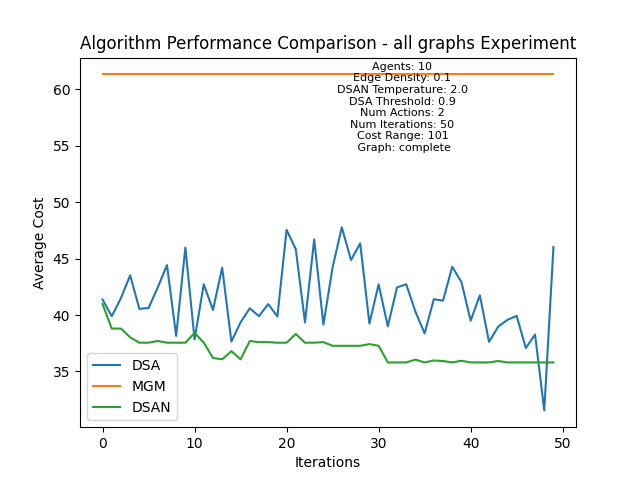 Algorithm Performance Comparison - all graphs Experiment
Agents: 10
Edge Density: 0.1
DSAN Temperature: 2.0
DSA Threshold: 0.9
Num Actions: 2
Num Iterations: 50
Cost Range: 101
Graph: complete
60
55
50
45
40
35
Average Cost
DSA
MGM
DSAN
0 10 20 30 40 50
Iterations